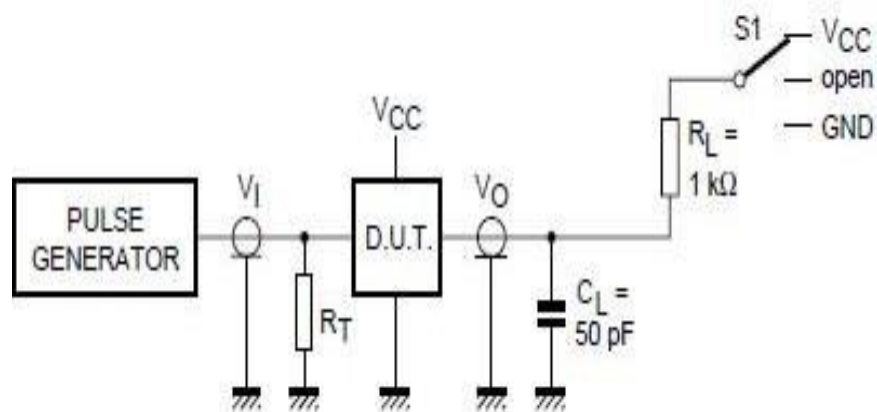 S1
VCC
open
GND
RL =
1 kΩ
VCC
VI
VO
PULSE
GENERATOR
D.U.T.
RT
CL =
50 pF